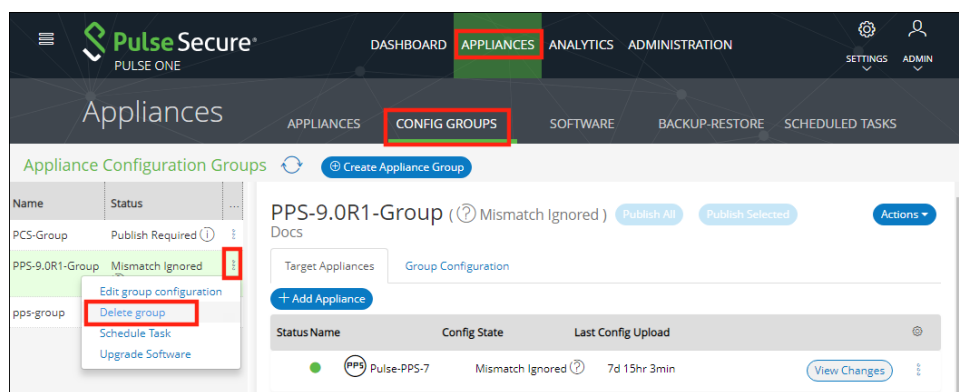 Pulse Secure®
PULSE ONE
DASHBOARD APPLIANCES ANALYTICS ADMINISTRATION
SETTINGS ADMIN
Appliances
APPLIANCES CONFIG GROUPS SOFTWARE BACKUP-RESTORE SCHEDULED TASKS
Appliance Configuration Groups Create Appliance Group
Name Status ...
PCS-Group Publish Required
PPS-9.0R1-Group Mismatch Ignored
pps-group
Edit group configuration
Delete group
Schedule Task
Upgrade Software
PPS-9.0R1-Group ( ? Mismatch Ignored ) Publish All Publish Selected Actions
Docs
Target Appliances Group Configuration
+ Add Appliance
Status Name Config State Last Config Upload
PPS Pulse-PPS-7 Mismatch Ignored ? 7d 15hr 3min View Changes